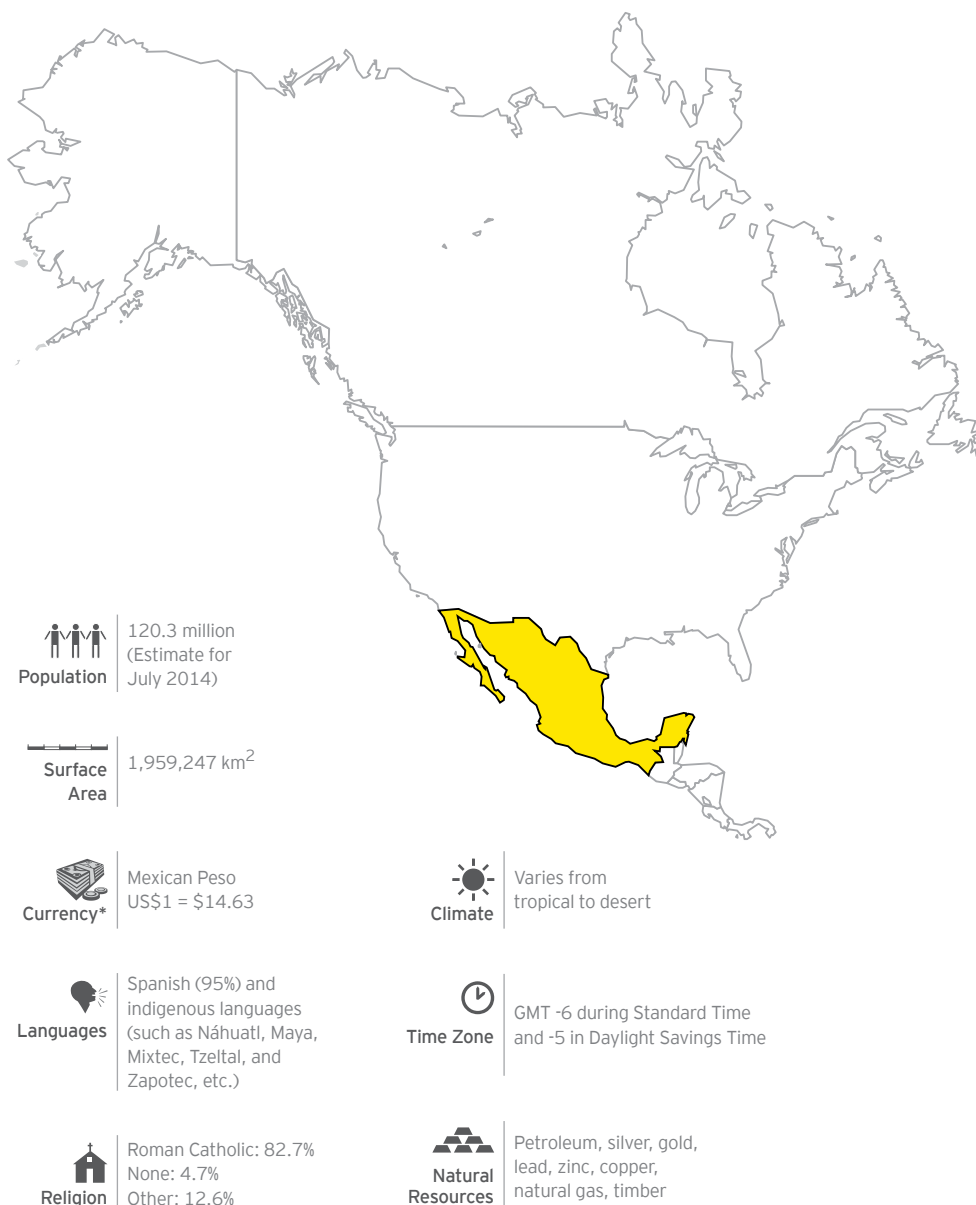 Population
120.3 million
(Estimate for
July 2014)
Surface
Area
1,959,247 km²
Currency*
Mexican Peso
US$1 = $14.63
Climate
Varies from
tropical to desert
Languages
Spanish (95%) and
indigenous languages
(such as Náhuatl, Maya,
Mixtec, Tzeltal, and
Zapotec, etc.)
Time Zone
GMT -6 during Standard Time
and -5 in Daylight Savings Time
Religion
Roman Catholic: 82.7%
None: 4.7%
Other: 12.6%
Natural
Resources
Petroleum, silver, gold,
lead, zinc, copper,
natural gas, timber